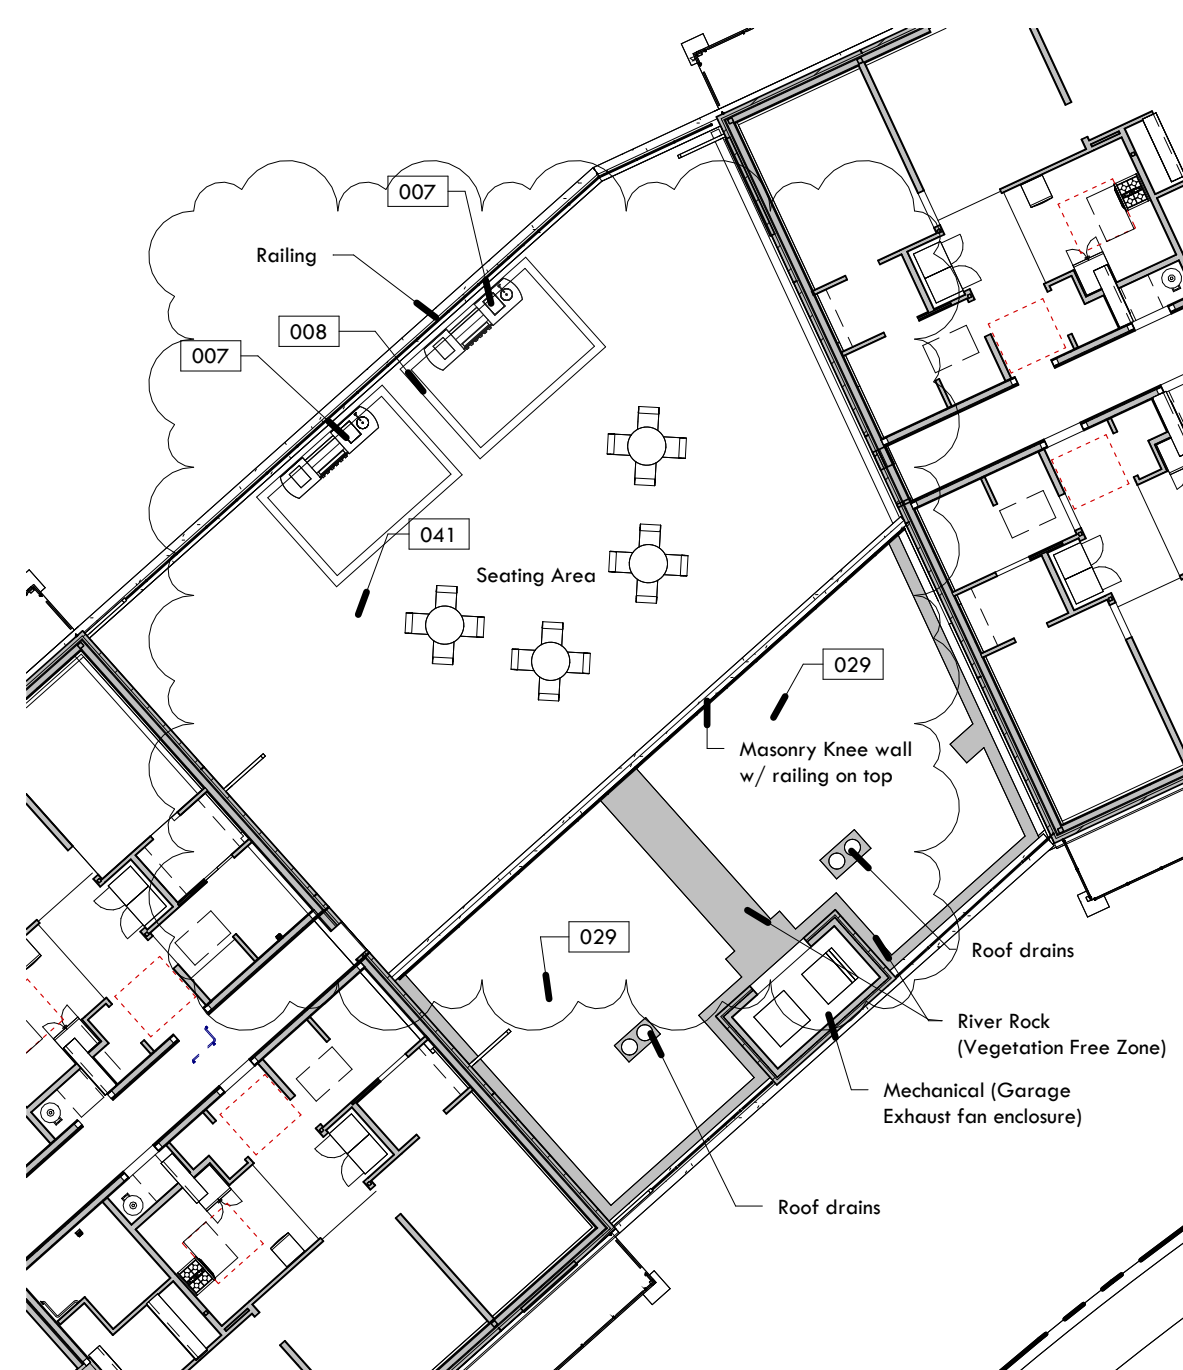 007
Railing
008
007
041
Seating Area
029
Masonry Knee wall
w/ railing on top
029
Roof drains
River Rock
(Vegetation Free Zone)
Mechanical (Garage
Exhaust fan enclosure)
Roof drains